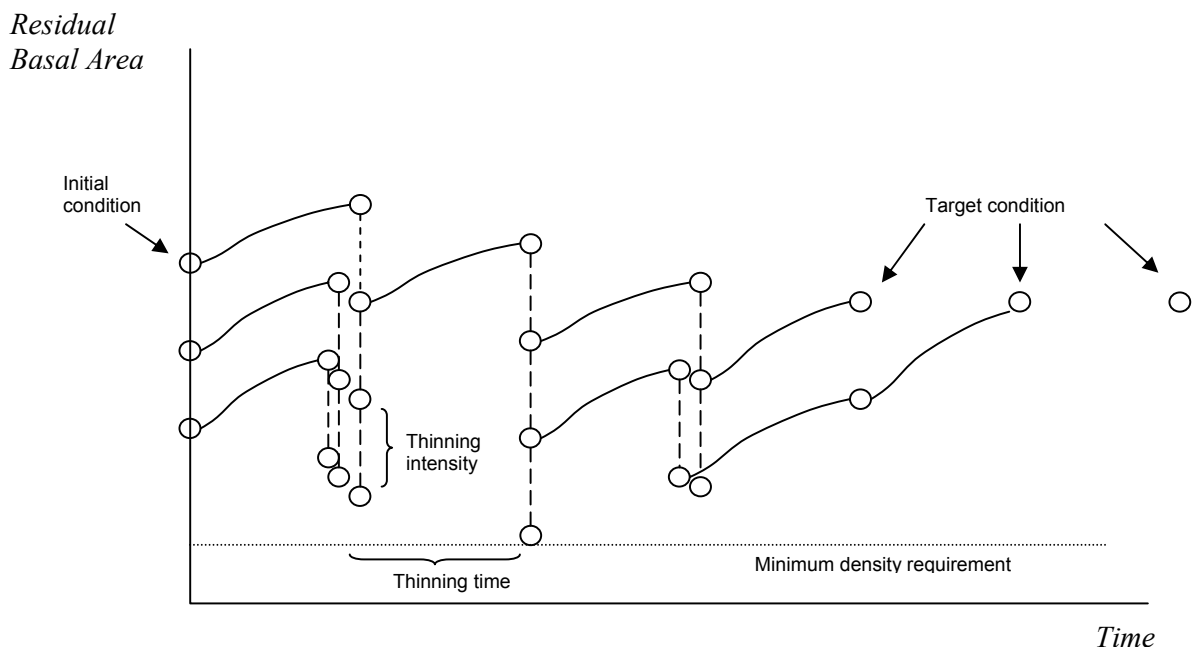 Residual
Basal Area
Initial
condition
Target condition
Thinning
intensity
Minimum density requirement
Thinning time
Time